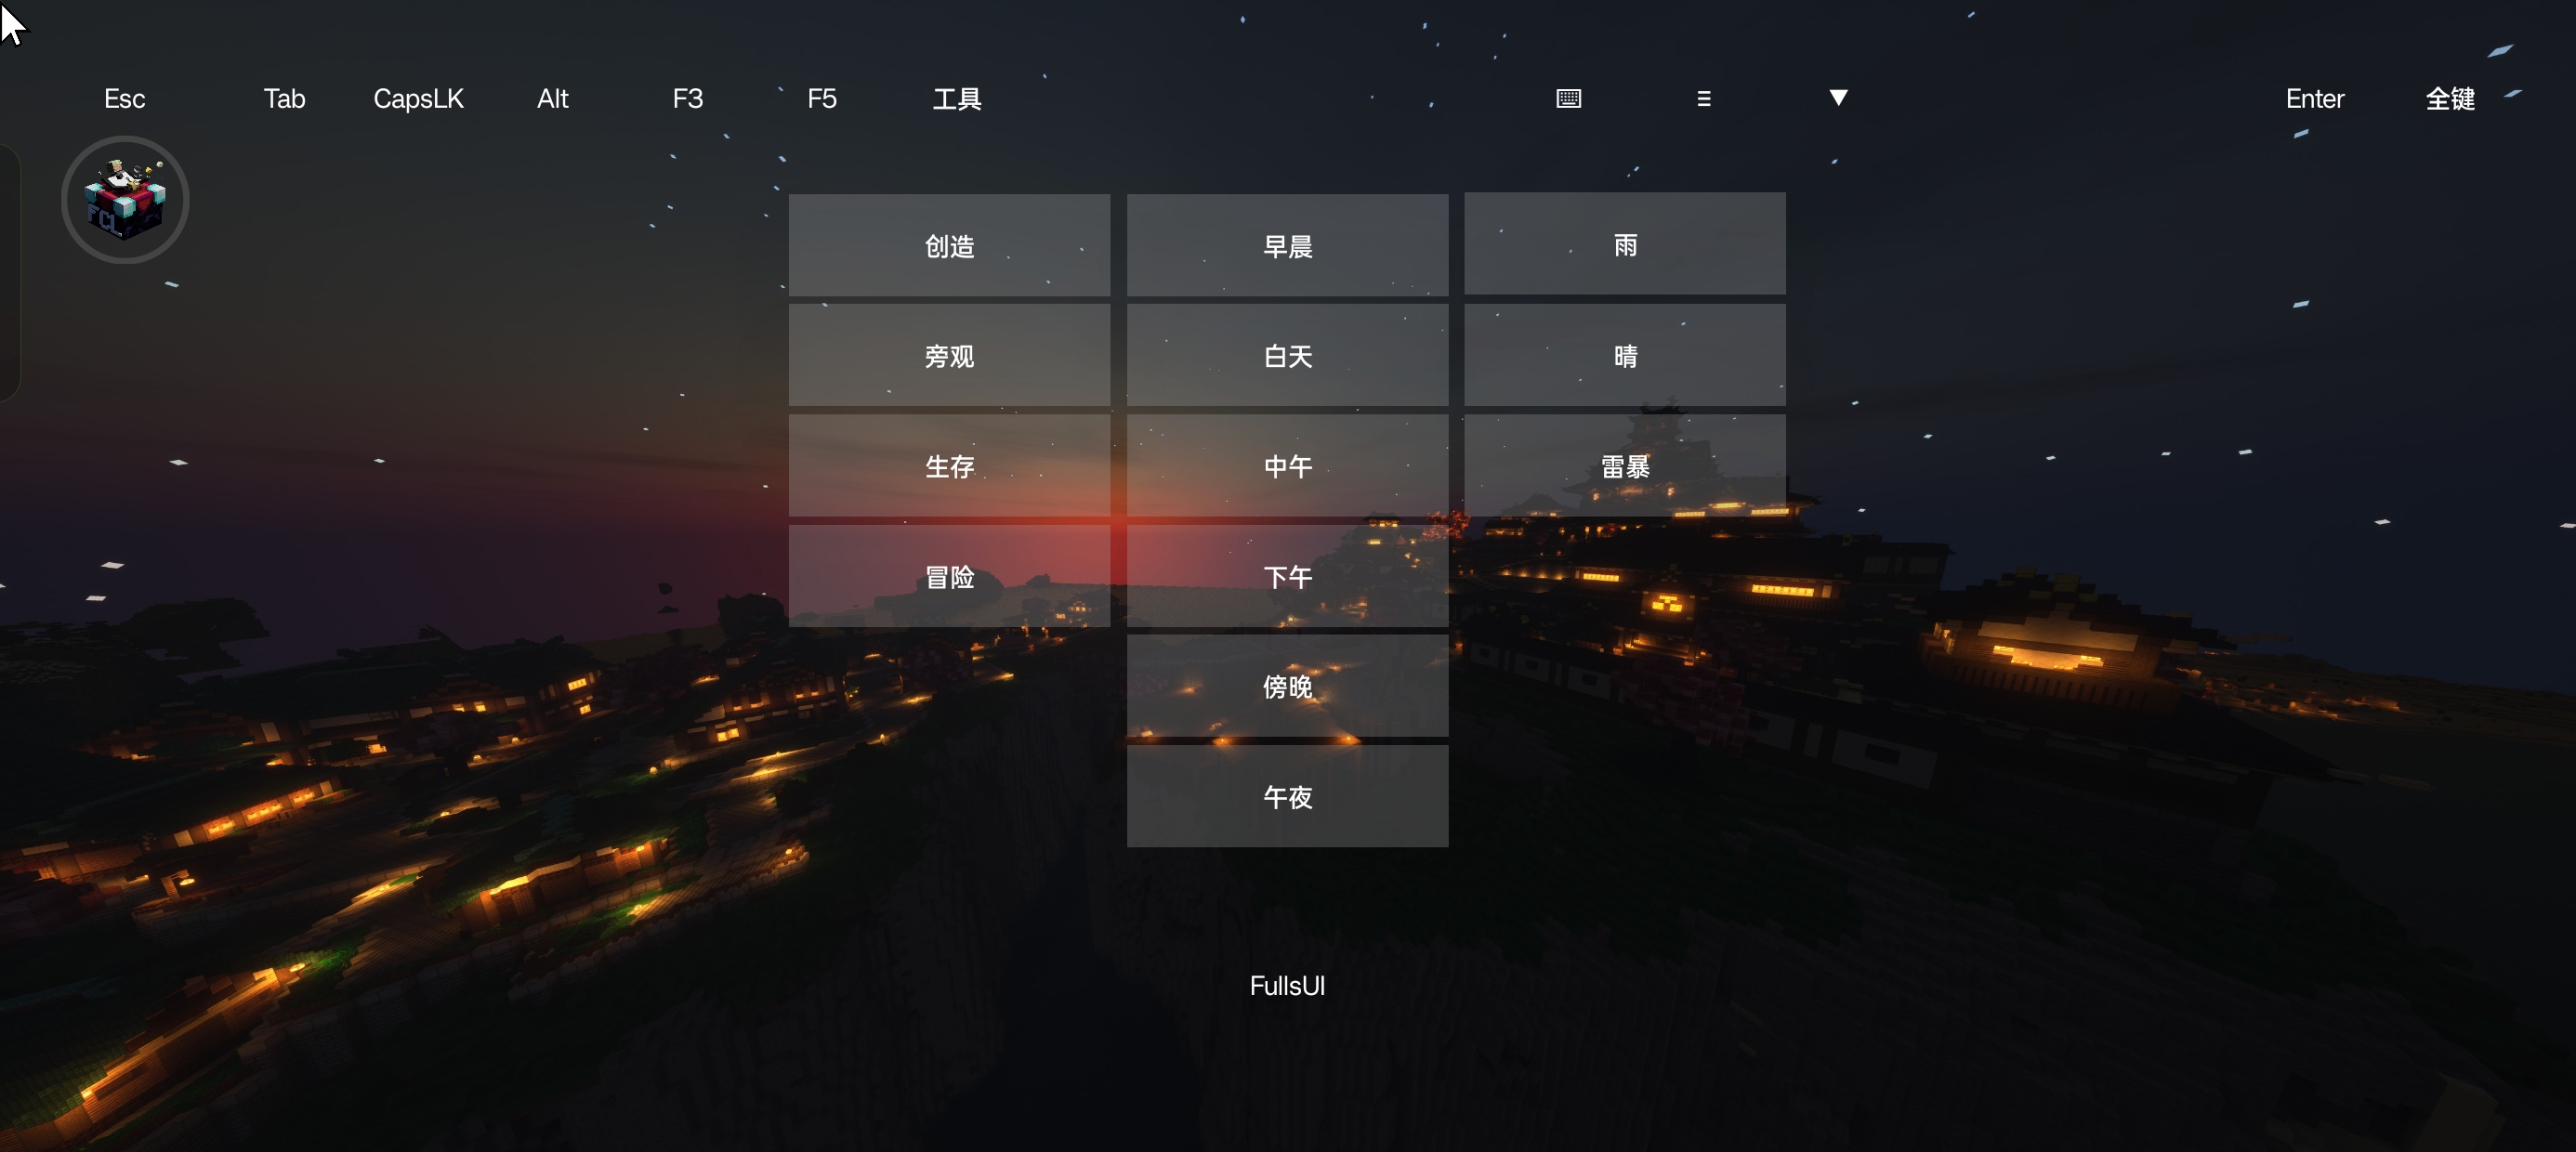 Esc Tab CapsLK Alt F3 F5 工具 Enter 全键
FCL
创造 早晨 雨
旁观 白天 晴
生存 中午 雷暴
冒险 下午
傍晚
午夜
FullsUI